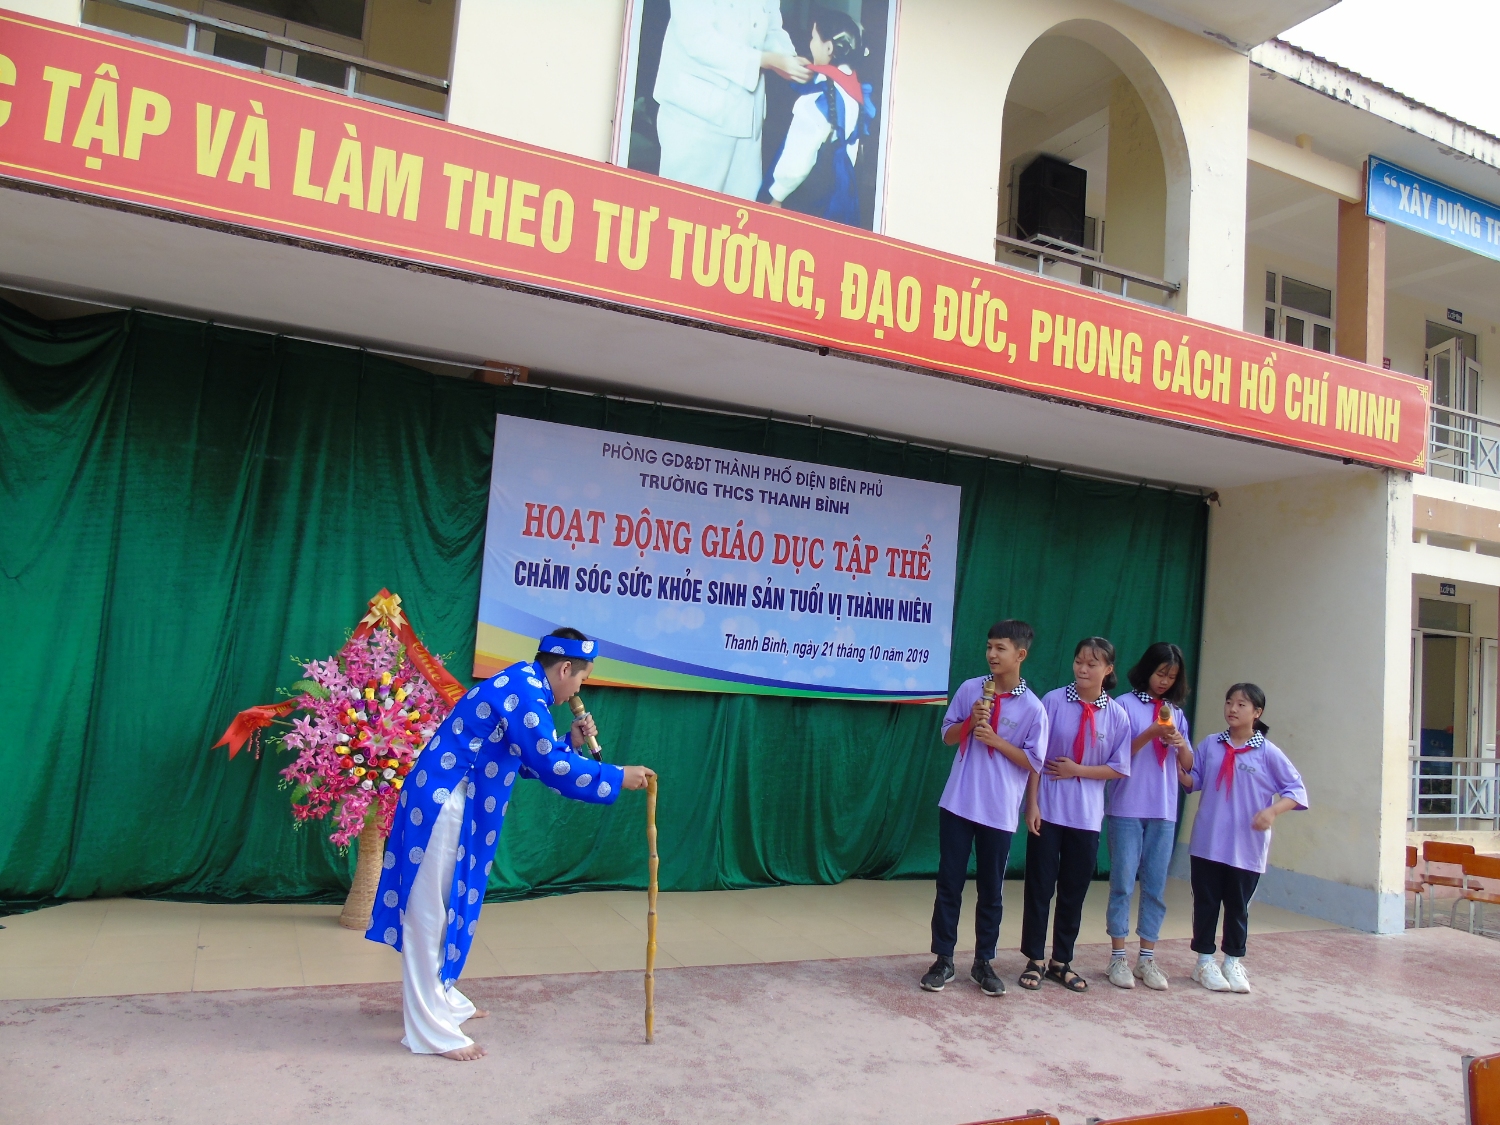 TẬP VÀ LÀM THEO TƯ TƯỞNG, ĐẠO ĐỨC, PHONG CÁCH HỒ CHÍ MINH
“XÂY DỰNG
PHÒNG GD&ĐT THÀNH PHỐ ĐIỆN BIÊN PHỦ
TRƯỜNG THCS THANH BÌNH
HOẠT ĐỘNG GIÁO DỤC TẬP THỂ
CHĂM SÓC SỨC KHỎE SINH SẢN TUỔI VỊ THÀNH NIÊN
Thanh Bình, ngày 21 tháng 10 năm 2019